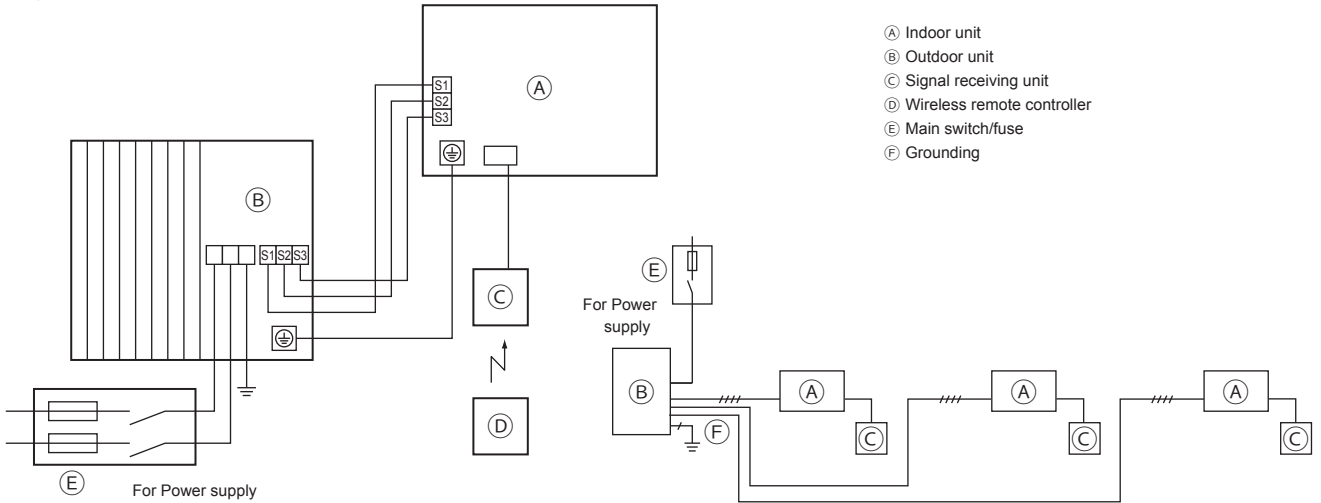 S1
S2
S3
Ⓐ
Ⓑ
S1 S2 S3
Ⓒ
Ⓓ
Ⓔ
For Power supply
Ⓐ Indoor unit
Ⓑ Outdoor unit
Ⓒ Signal receiving unit
Ⓓ Wireless remote controller
Ⓔ Main switch/fuse
Ⓕ Grounding
Ⓔ
For Power
supply
Ⓑ
Ⓕ
Ⓐ
Ⓒ
Ⓐ
Ⓒ
Ⓐ
Ⓒ